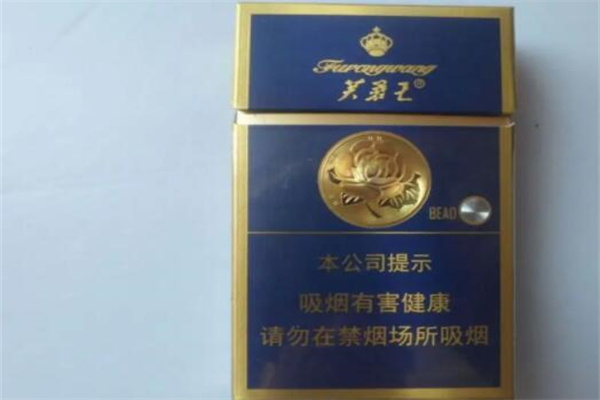 Furongwang
芙蓉王®
BEAD
本公司提示
吸烟有害健康
请勿在禁烟场所吸烟